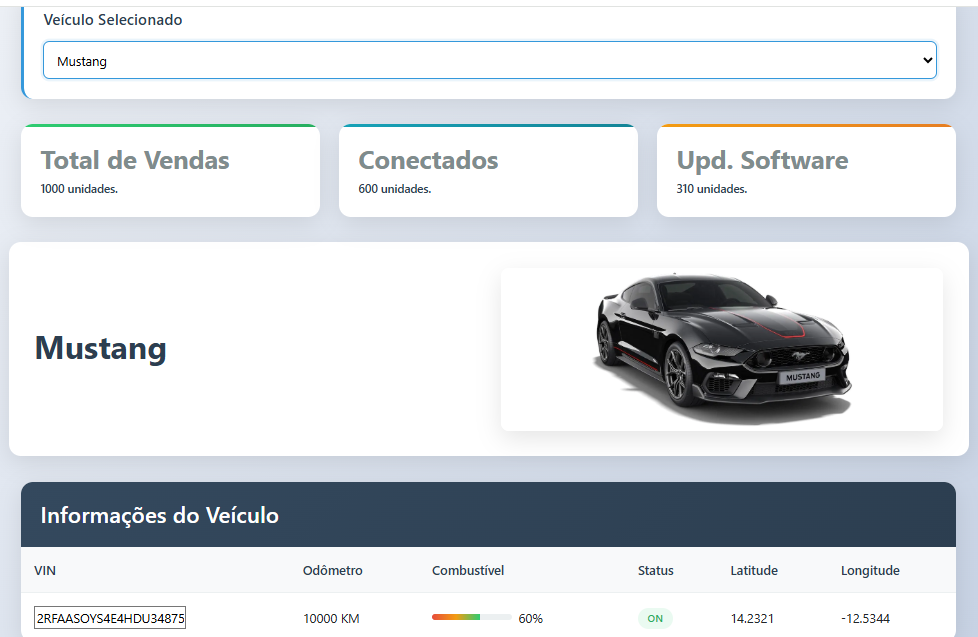 Veículo Selecionado
Mustang
Total de Vendas
1000 unidades.
Conectados
600 unidades.
Upd. Software
310 unidades.
Mustang
MUSTANG
Informações do Veículo
VIN Odômetro Combustível Status Latitude Longitude
2RFAASOYS4E4HDU34875 10000 KM 60% ON 14.2321 -12.5344